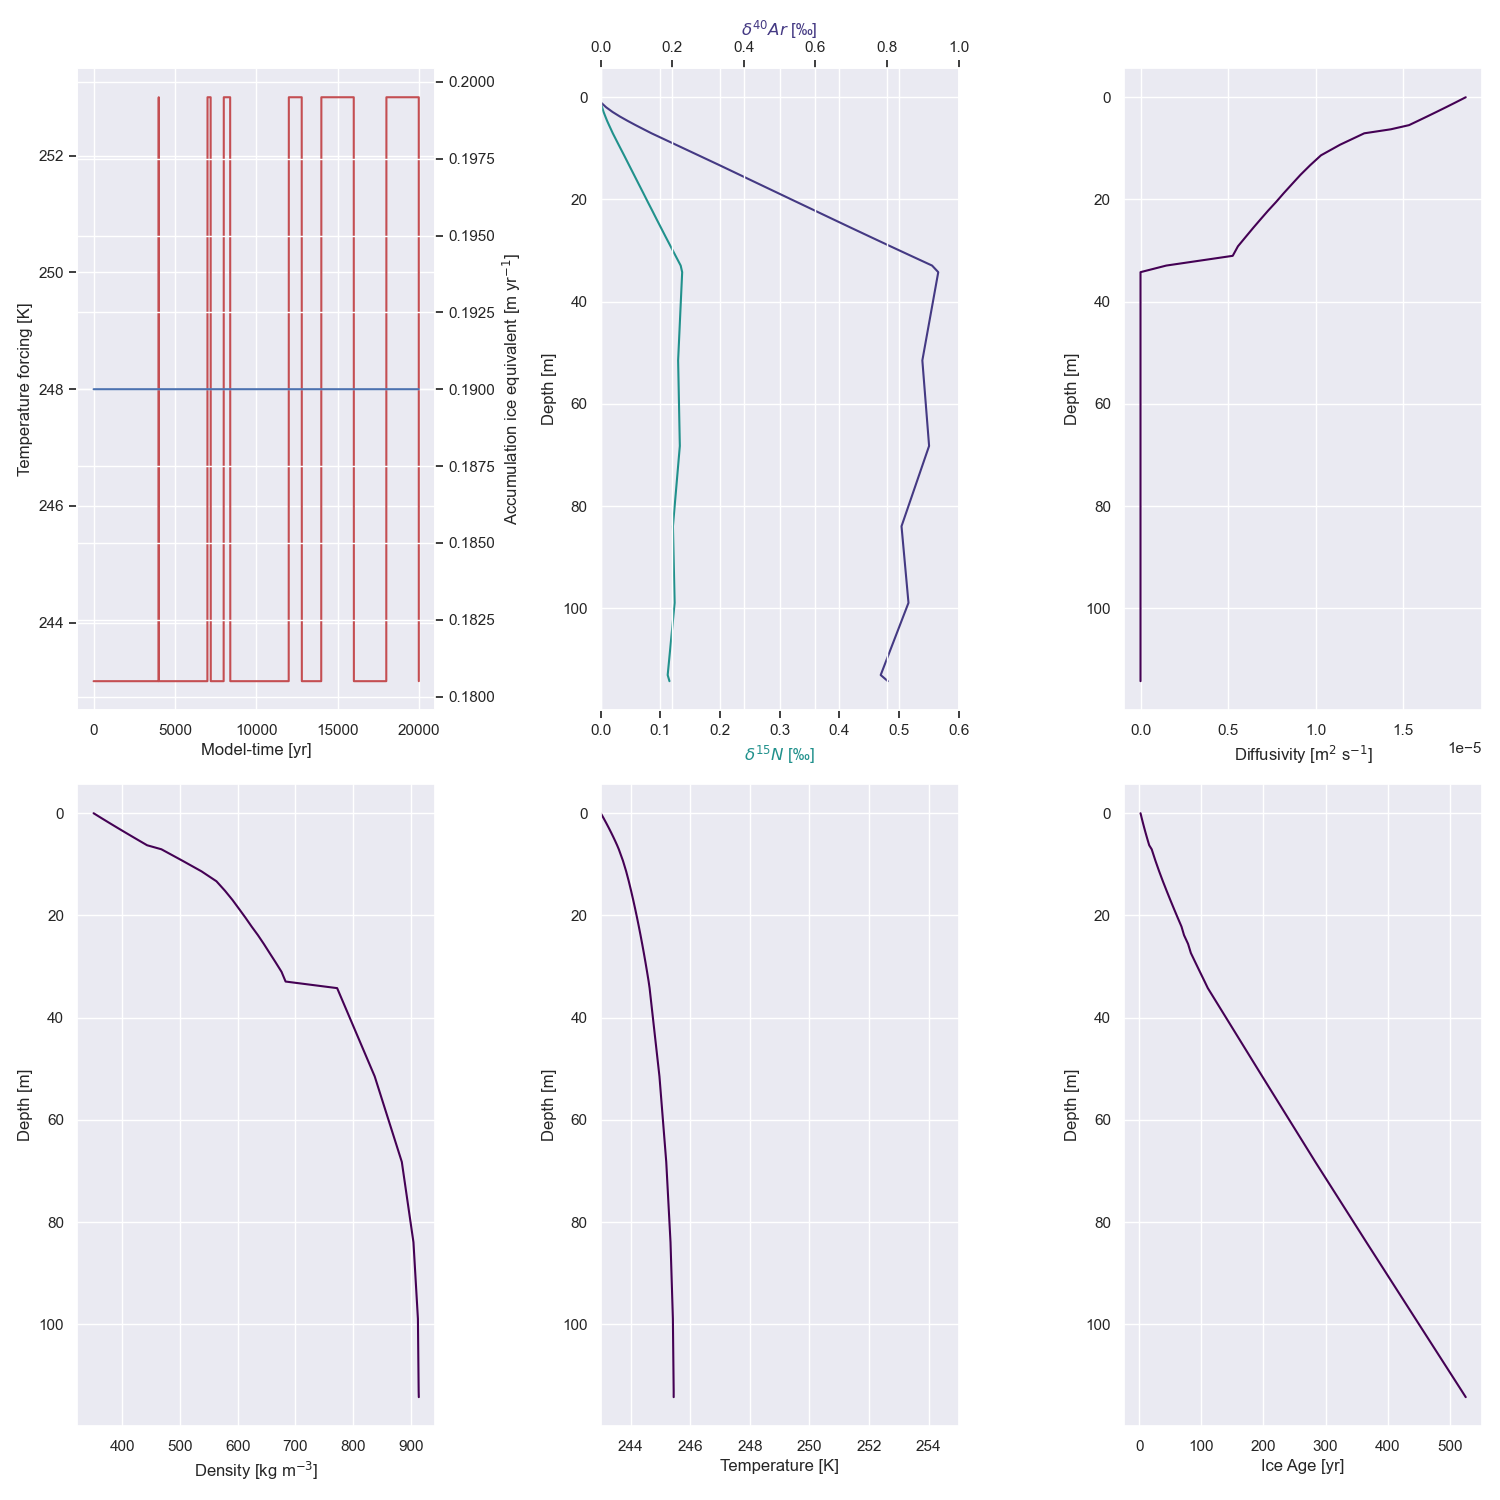 δ⁴⁰Ar [‰]
0.0 0.2 0.4 0.6 0.8 1.0
Temperature forcing [K]
252
250
248
246
244
0.2000
0.1975
0.1950
0.1925
0.1900
0.1875
0.1850
0.1825
0.1800
Accumulation ice equivalent [m yr⁻¹]
0 5000 10000 15000 20000
Model-time [yr]
Depth [m]
0
20
40
60
80
100
0.0 0.1 0.2 0.3 0.4 0.5 0.6
δ¹⁵N [‰]
Depth [m]
0
20
40
60
80
100
0.0 0.5 1.0 1.5
1e−5
Diffusivity [m² s⁻¹]
Depth [m]
0
20
40
60
80
100
400 500 600 700 800 900
Density [kg m⁻³]
Depth [m]
0
20
40
60
80
100
244 246 248 250 252 254
Temperature [K]
Depth [m]
0
20
40
60
80
100
0 100 200 300 400 500
Ice Age [yr]